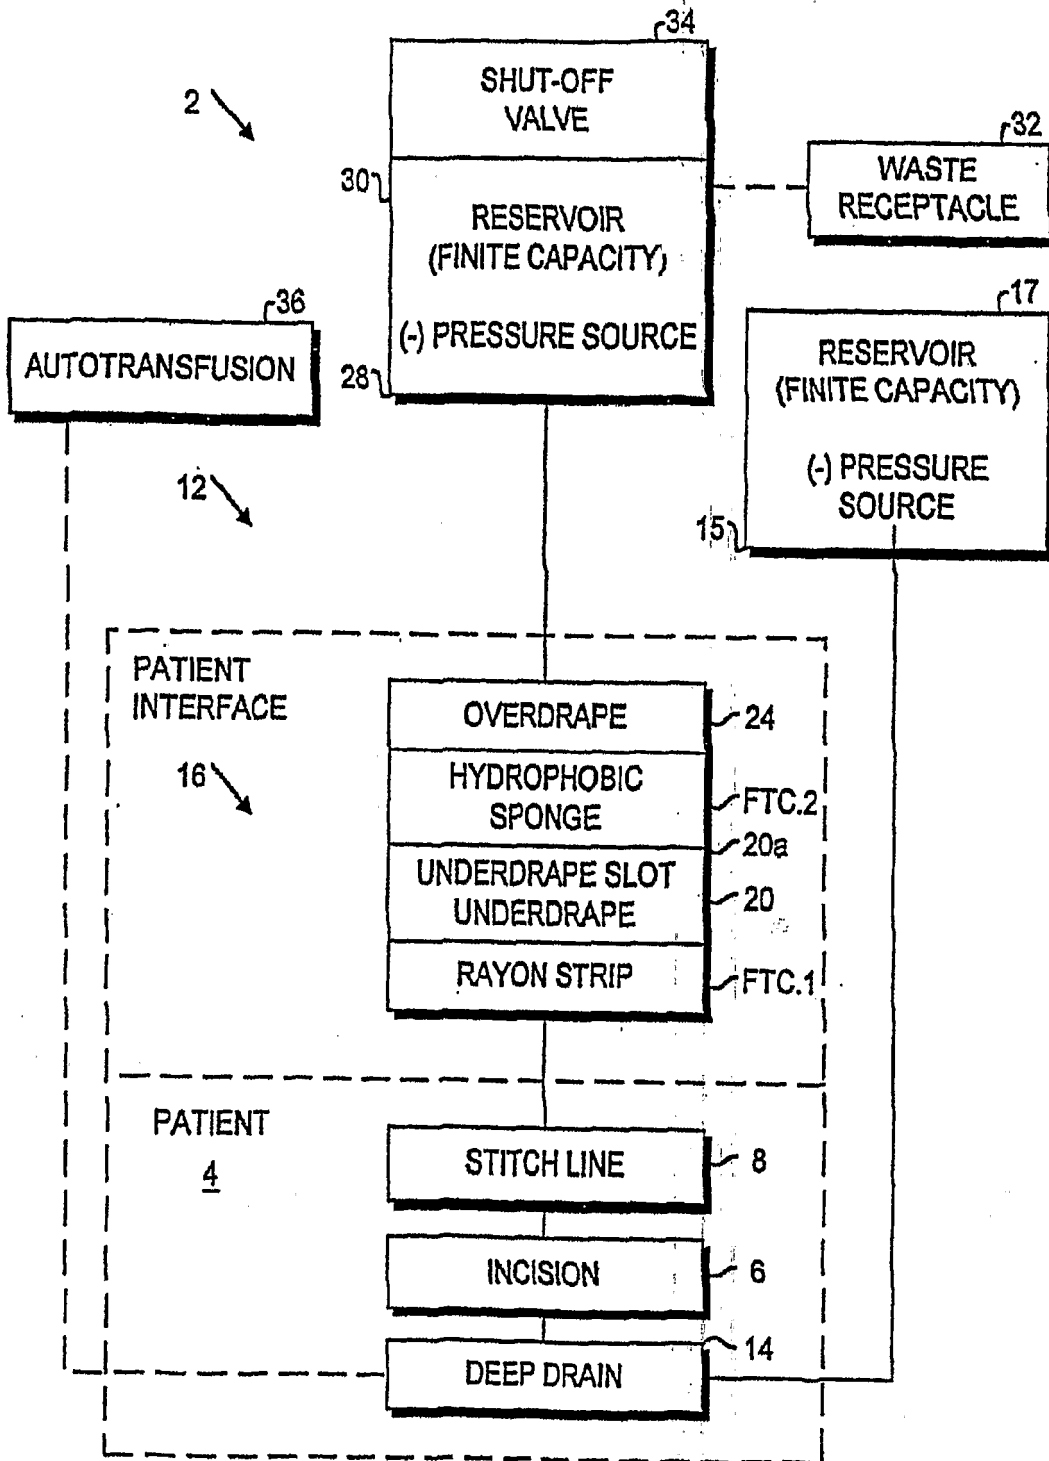 34
SHUT-OFF
VALVE
2
32
WASTE
RECEPTACLE
30
RESERVOIR
(FINITE CAPACITY)
(-) PRESSURE SOURCE
28
36
AUTOTRANSFUSION
17
RESERVOIR
(FINITE CAPACITY)
(-) PRESSURE
SOURCE
15
12
PATIENT
INTERFACE
16
OVERDRAPE
24
HYDROPHOBIC
SPONGE
FTC.2
20a
UNDERDRAPE SLOT
UNDERDRAPE
20
RAYON STRIP
FTC.1
PATIENT
4
STITCH LINE
8
INCISION
6
14
DEEP DRAIN